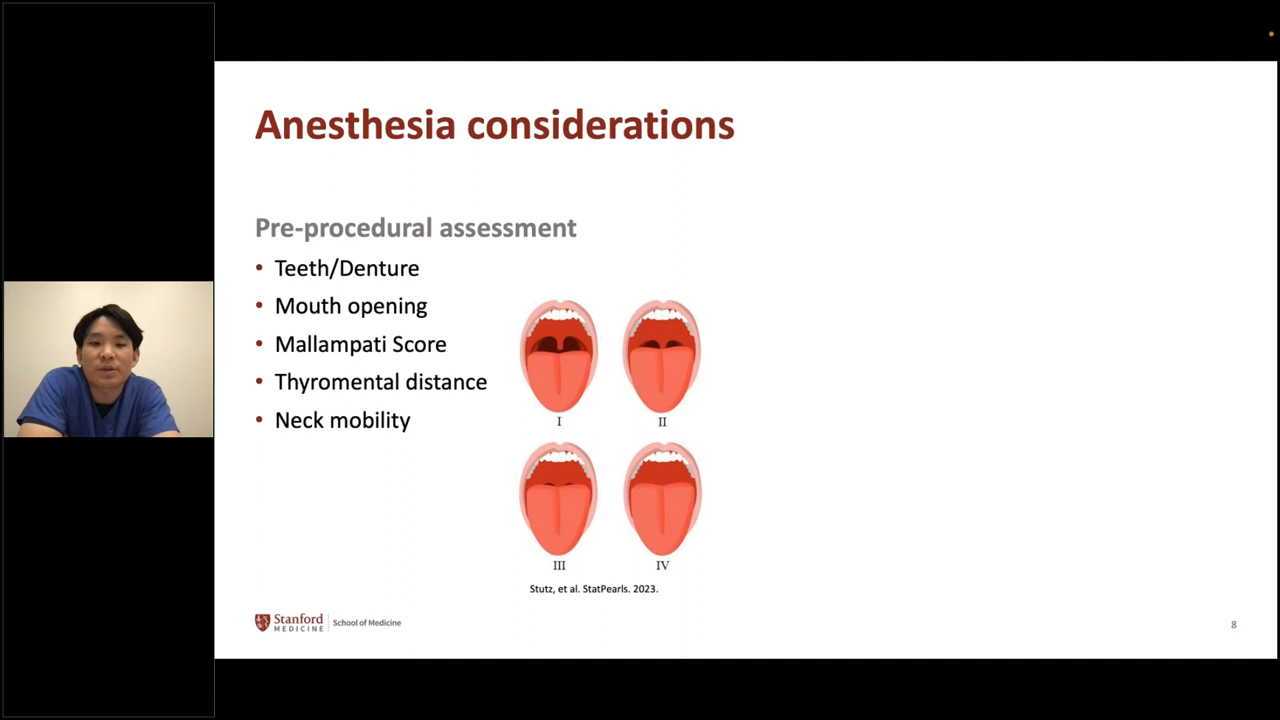 Anesthesia considerations
Pre-procedural assessment
• Teeth/Denture
• Mouth opening
• Mallampati Score
• Thyromental distance
• Neck mobility
I
II
III
IV
Stutz, et al. StatPearls. 2023.
Stanford
MEDICINE
School of Medicine
8